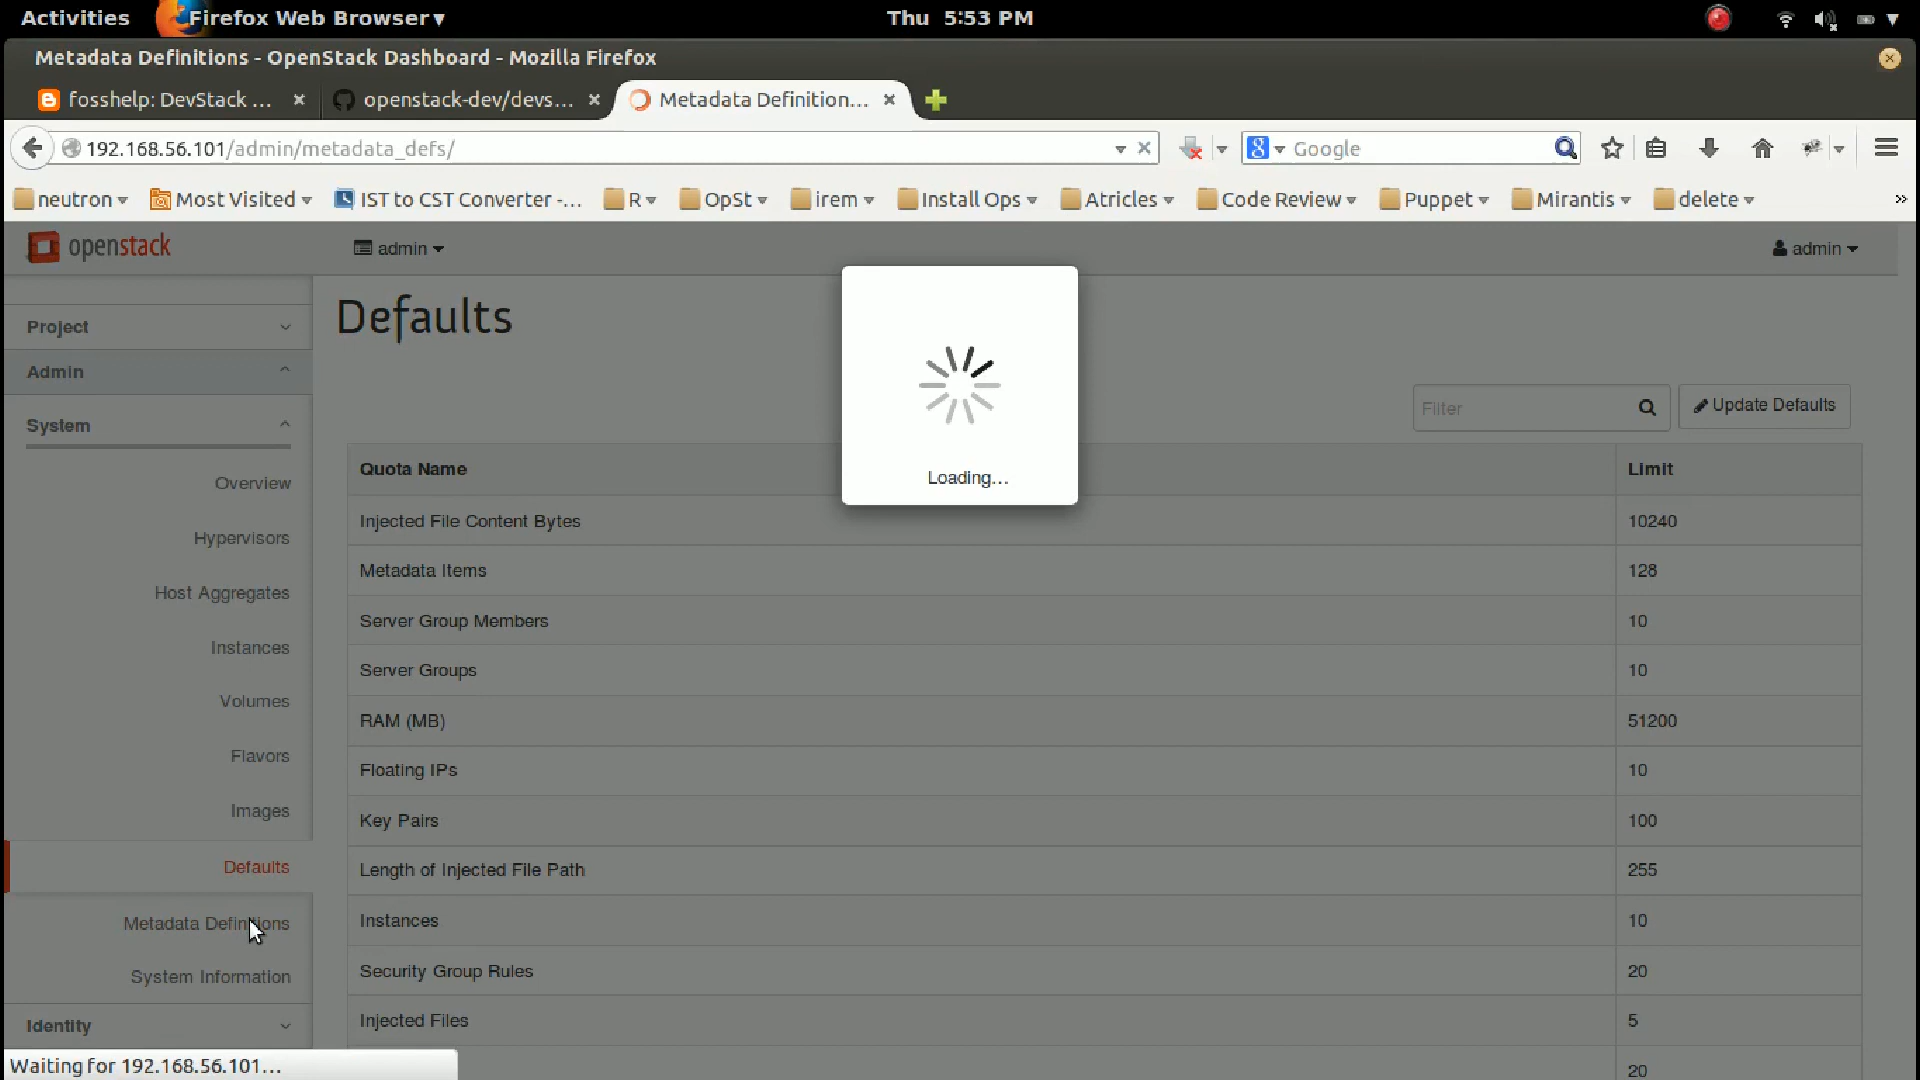 Activities Firefox Web Browser Thu 5:53 PM
Metadata Definitions - OpenStack Dashboard - Mozilla Firefox
fosshelp: DevStack ... openstack-dev/devs... Metadata Definition...
192.168.56.101/admin/metadata_defs/ Google
neutron Most Visited IST to CST Converter -... R OpSt irem Install Ops Atricles Code Review Puppet Mirantis delete »
openstack admin admin
Defaults
Project
Admin
System
Overview
Hypervisors
Host Aggregates
Instances
Volumes
Flavors
Images
Defaults
Metadata Definitions
System Information
Identity
Loading...
Filter Update Defaults
Quota Name Limit
Injected File Content Bytes 10240
Metadata Items 128
Server Group Members 10
Server Groups 10
RAM (MB) 51200
Floating IPs 10
Key Pairs 100
Length of Injected File Path 255
Instances 10
Security Group Rules 20
Injected Files 5
20
Waiting for 192.168.56.101...